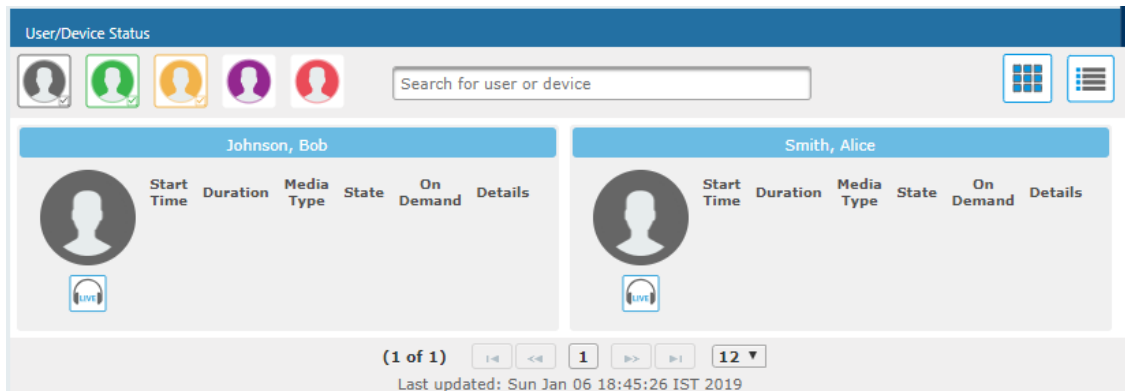 User/Device Status
Search for user or device
Johnson, Bob
Start Time Duration Media Type State On Demand Details
LIVE
Smith, Alice
Start Time Duration Media Type State On Demand Details
LIVE
(1 of 1) 1 12
Last updated: Sun Jan 06 18:45:26 IST 2019